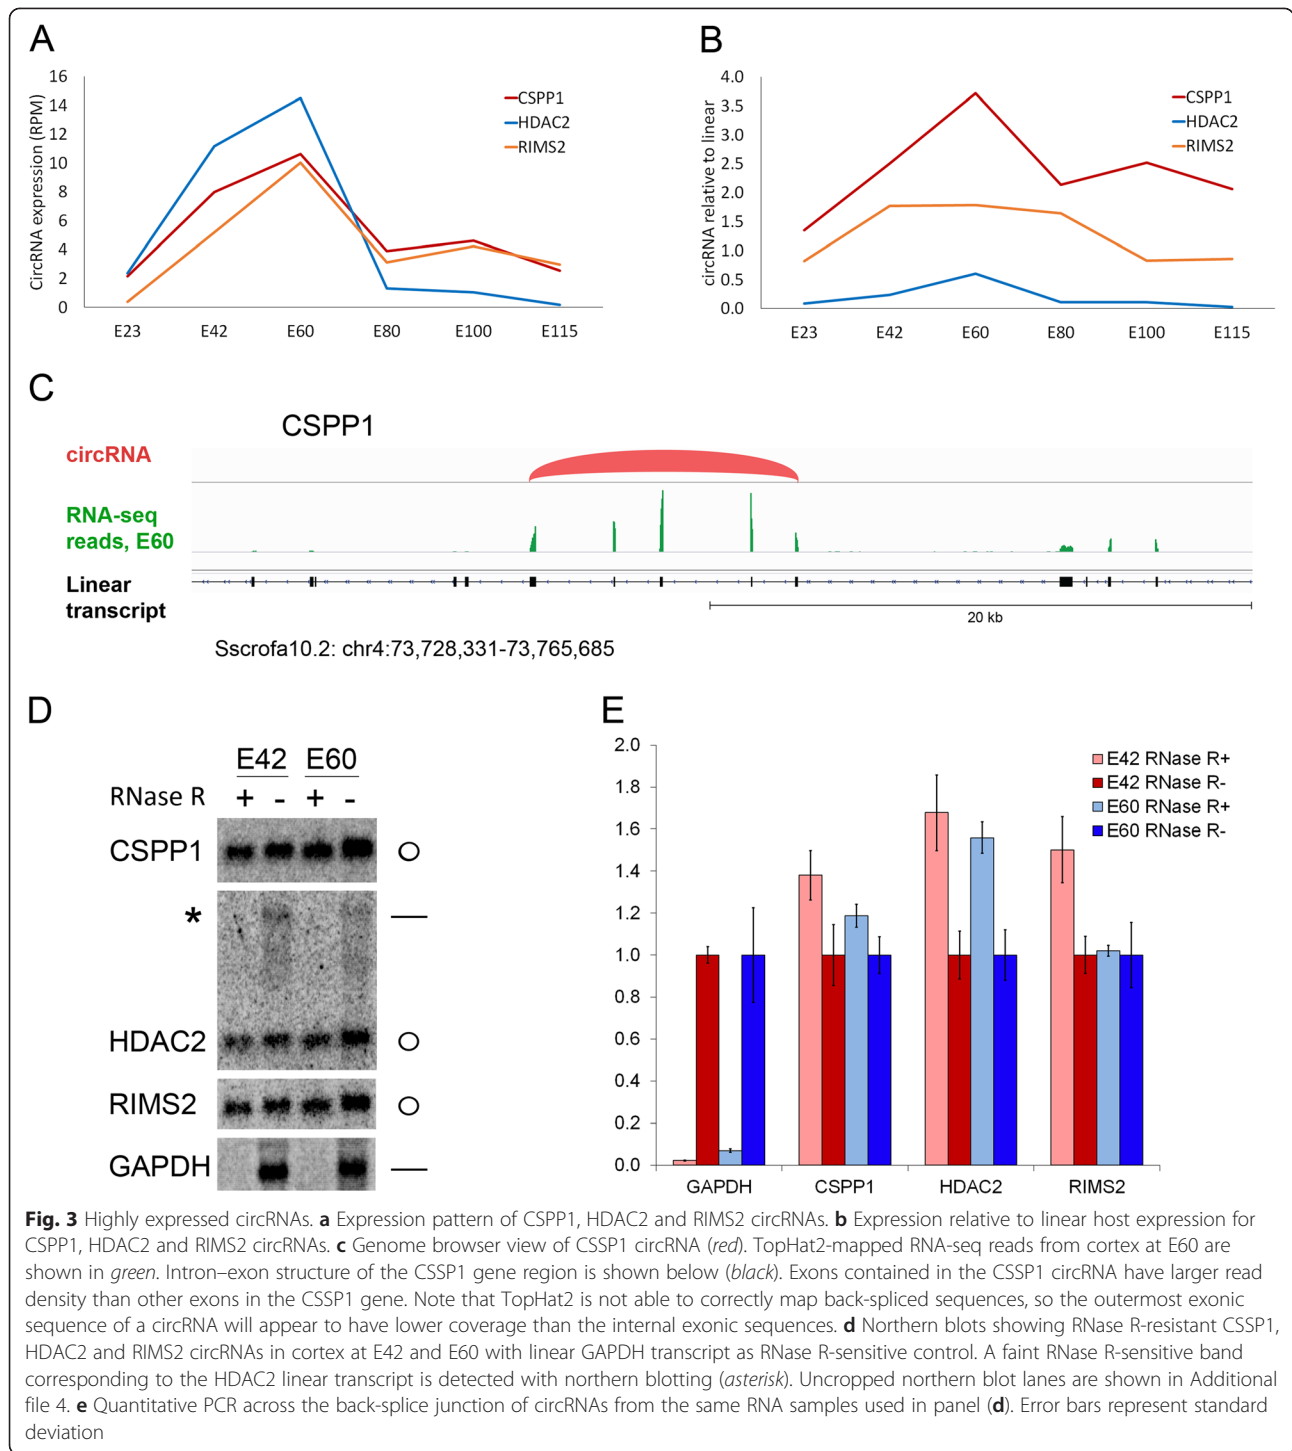 A
16
14
12
10
8
6
4
2
0
CircRNA expression (RPM)
CSPP1
HDAC2
RIMS2
E23 E42 E60 E80 E100 E115
B
4.0
3.5
3.0
2.5
2.0
1.5
1.0
0.5
0.0
circRNA relative to linear
CSPP1
HDAC2
RIMS2
E23 E42 E60 E80 E100 E115
C
CSPP1
circRNA
RNA-seq
reads, E60
Linear
transcript
20 kb
Sscrofa10.2: chr4:73,728,331-73,765,685
D
E42 E60
RNase R + - + -
CSPP1
*
HDAC2
RIMS2
GAPDH
E
2.0
1.8
1.6
1.4
1.2
1.0
0.8
0.6
0.4
0.2
0.0
E42 RNase R+
E42 RNase R-
E60 RNase R+
E60 RNase R-
GAPDH CSPP1 HDAC2 RIMS2
Fig. 3 Highly expressed circRNAs. a Expression pattern of CSPP1, HDAC2 and RIMS2 circRNAs. b Expression relative to linear host expression for
CSPP1, HDAC2 and RIMS2 circRNAs. c Genome browser view of CSSP1 circRNA (red). TopHat2-mapped RNA-seq reads from cortex at E60 are
shown in green. Intron–exon structure of the CSSP1 gene region is shown below (black). Exons contained in the CSSP1 circRNA have larger read
density than other exons in the CSSP1 gene. Note that TopHat2 is not able to correctly map back-spliced sequences, so the outermost exonic
sequence of a circRNA will appear to have lower coverage than the internal exonic sequences. d Northern blots showing RNase R-resistant CSSP1,
HDAC2 and RIMS2 circRNAs in cortex at E42 and E60 with linear GAPDH transcript as RNase R-sensitive control. A faint RNase R-sensitive band
corresponding to the HDAC2 linear transcript is detected with northern blotting (asterisk). Uncropped northern blot lanes are shown in Additional
file 4. e Quantitative PCR across the back-splice junction of circRNAs from the same RNA samples used in panel (d). Error bars represent standard
deviation